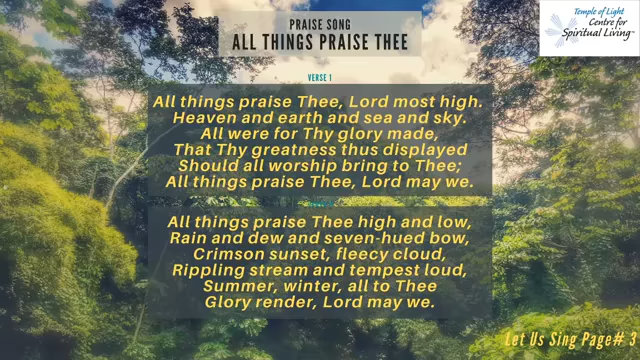 PRAISE SONG
ALL THINGS PRAISE THEE
Temple of Light
Centre for
Spiritual Living™
VERSE 1
All things praise Thee, Lord most high.
Heaven and earth and sea and sky.
All were for Thy glory made,
That Thy greatness thus displayed
Should all worship bring to Thee;
All things praise Thee, Lord may we.
All things praise Thee high and low,
Rain and dew and seven-hued bow,
Crimson sunset, fleecy cloud,
Rippling stream and tempest loud,
Summer, winter, all to Thee
Glory render, Lord may we.
Let Us Sing Page# 3